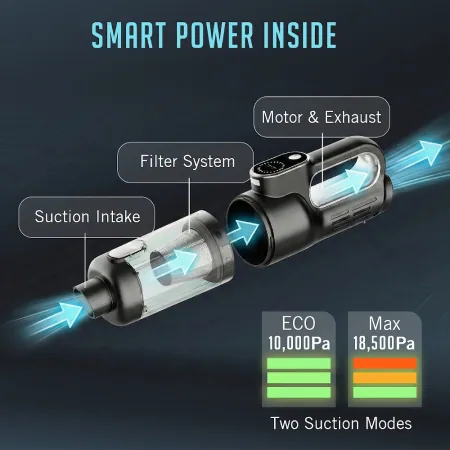 SMART POWER INSIDE
Motor & Exhaust
Filter System
Suction Intake
ECO
10,000Pa
Max
18,500Pa
Two Suction Modes